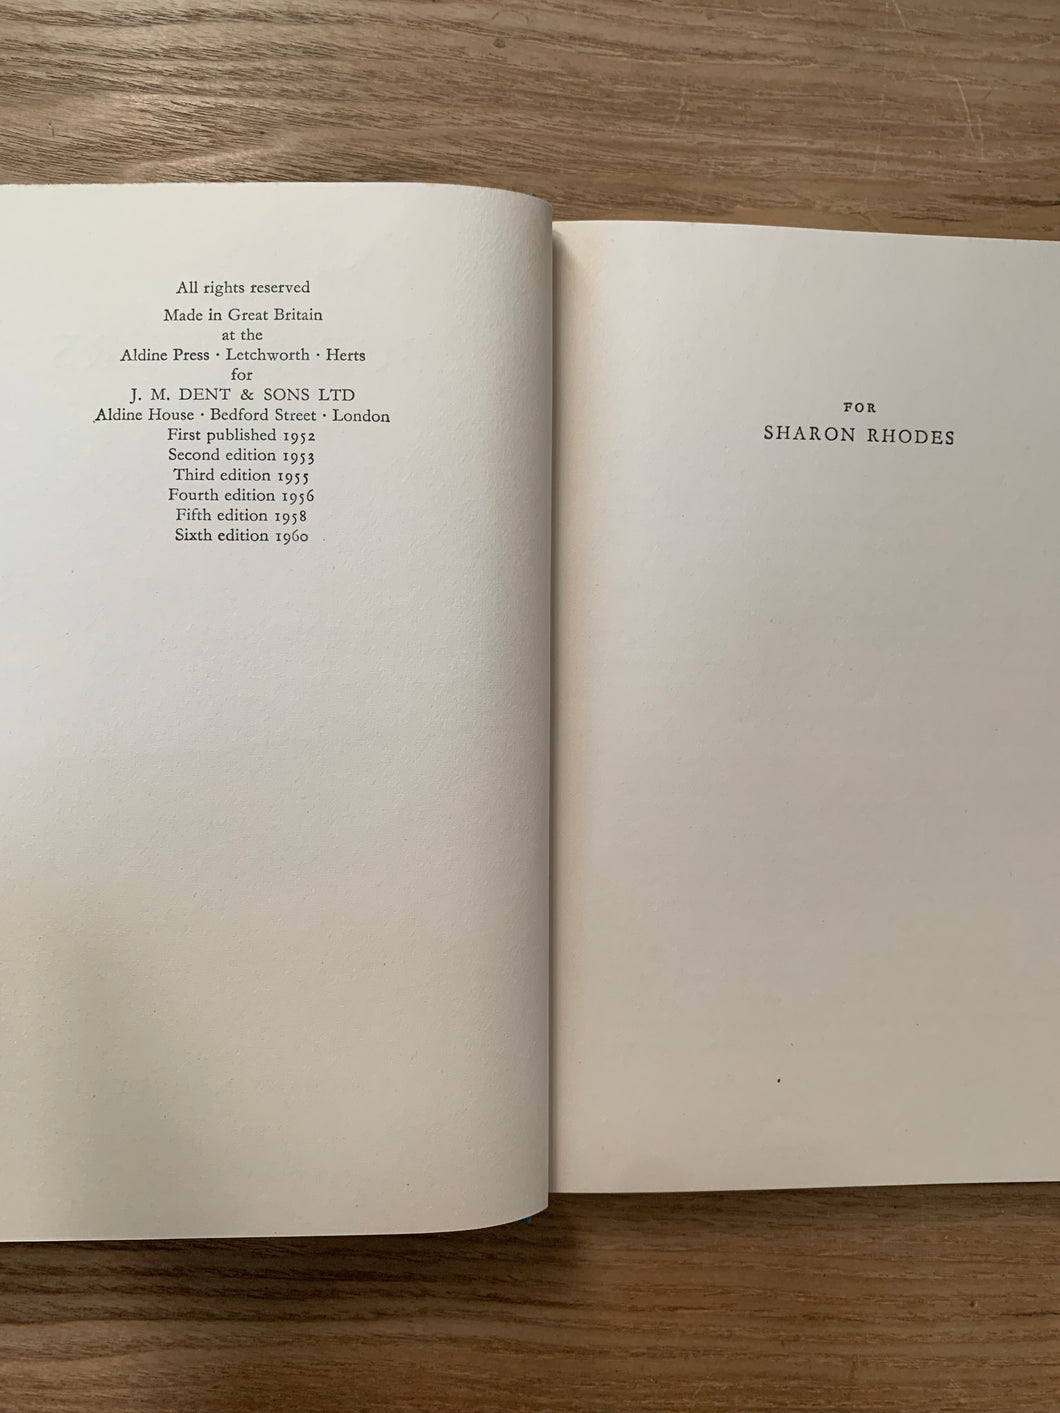 All rights reserved
Made in Great Britain
at the
Aldine Press · Letchworth · Herts
for
J. M. DENT & SONS LTD
Aldine House · Bedford Street · London
First published 1952
Second edition 1953
Third edition 1955
Fourth edition 1956
Fifth edition 1958
Sixth edition 1960
FOR
SHARON RHODES